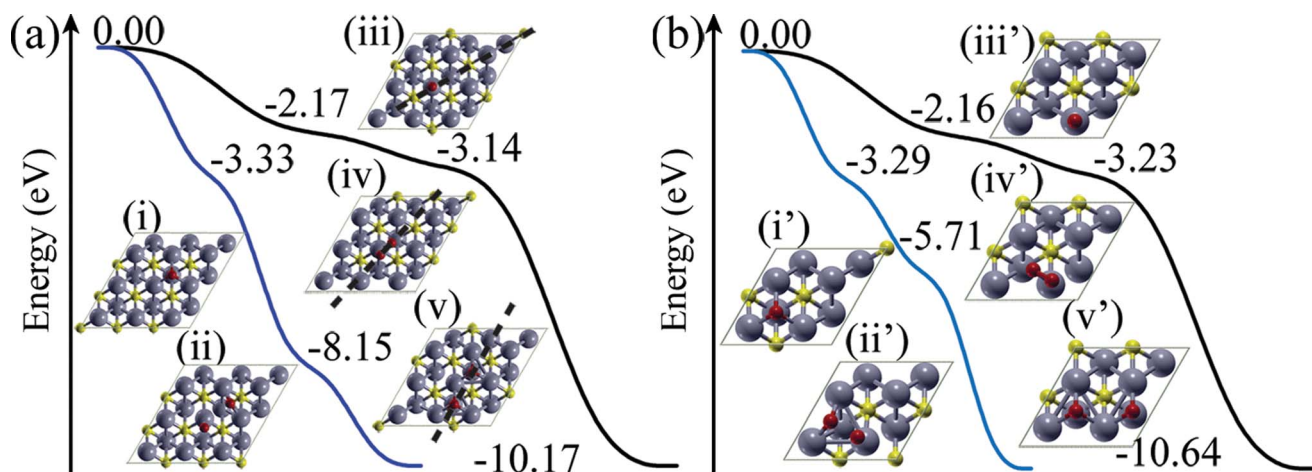 (a)
0.00
(iii)
-2.17
-3.14
-3.33
(iv)
(i)
(v)
-8.15
(ii)
-10.17
Energy (eV)
(b)
0.00
(iii’)
-2.16
-3.23
-3.29
(iv’)
(i’)
-5.71
(v’)
(ii’)
-10.64
Energy (eV)